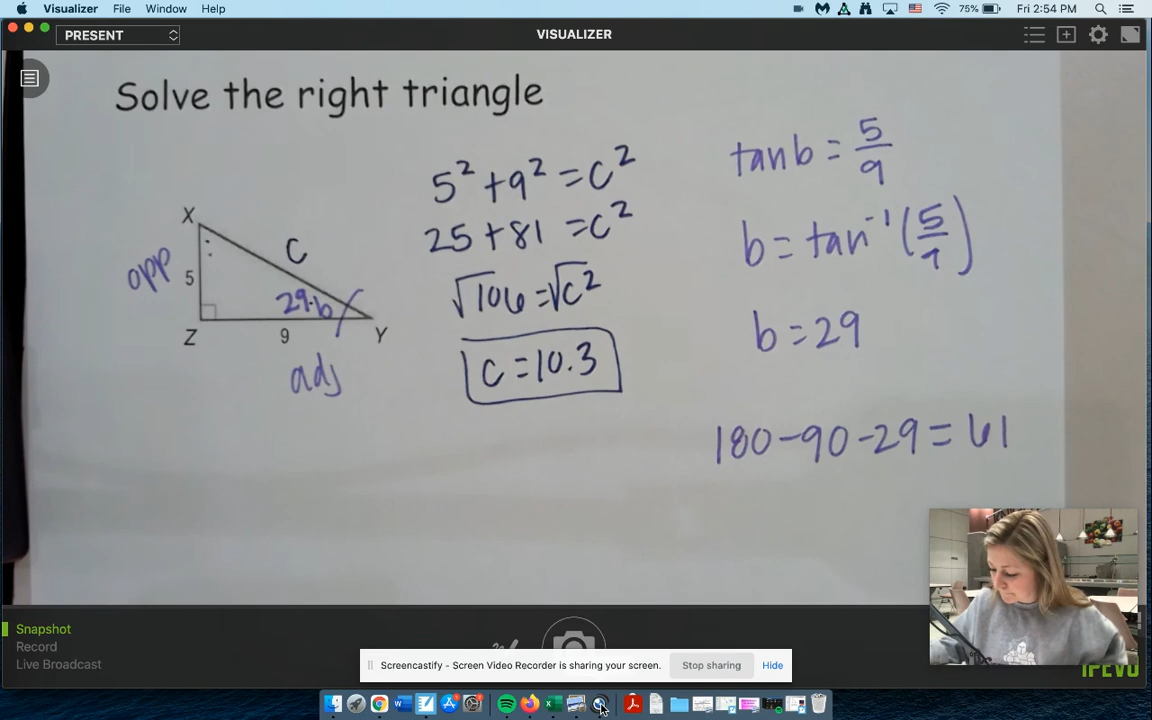 Visualizer File Window Help 75% Fri 2:54 PM
PRESENT
VISUALIZER
Solve the right triangle
X
opp
5
C
29.b
Z
9
Y
adj
5² + 9² = c²
25 + 81 = c²
√106 = √c²
c = 10.3
tan b = 5/9
b = tan⁻¹(5/9)
b = 29
180 - 90 - 29 = 61
Snapshot
Record
Live Broadcast
Screencastify - Screen Video Recorder is sharing your screen. Stop sharing Hide
IPEVO